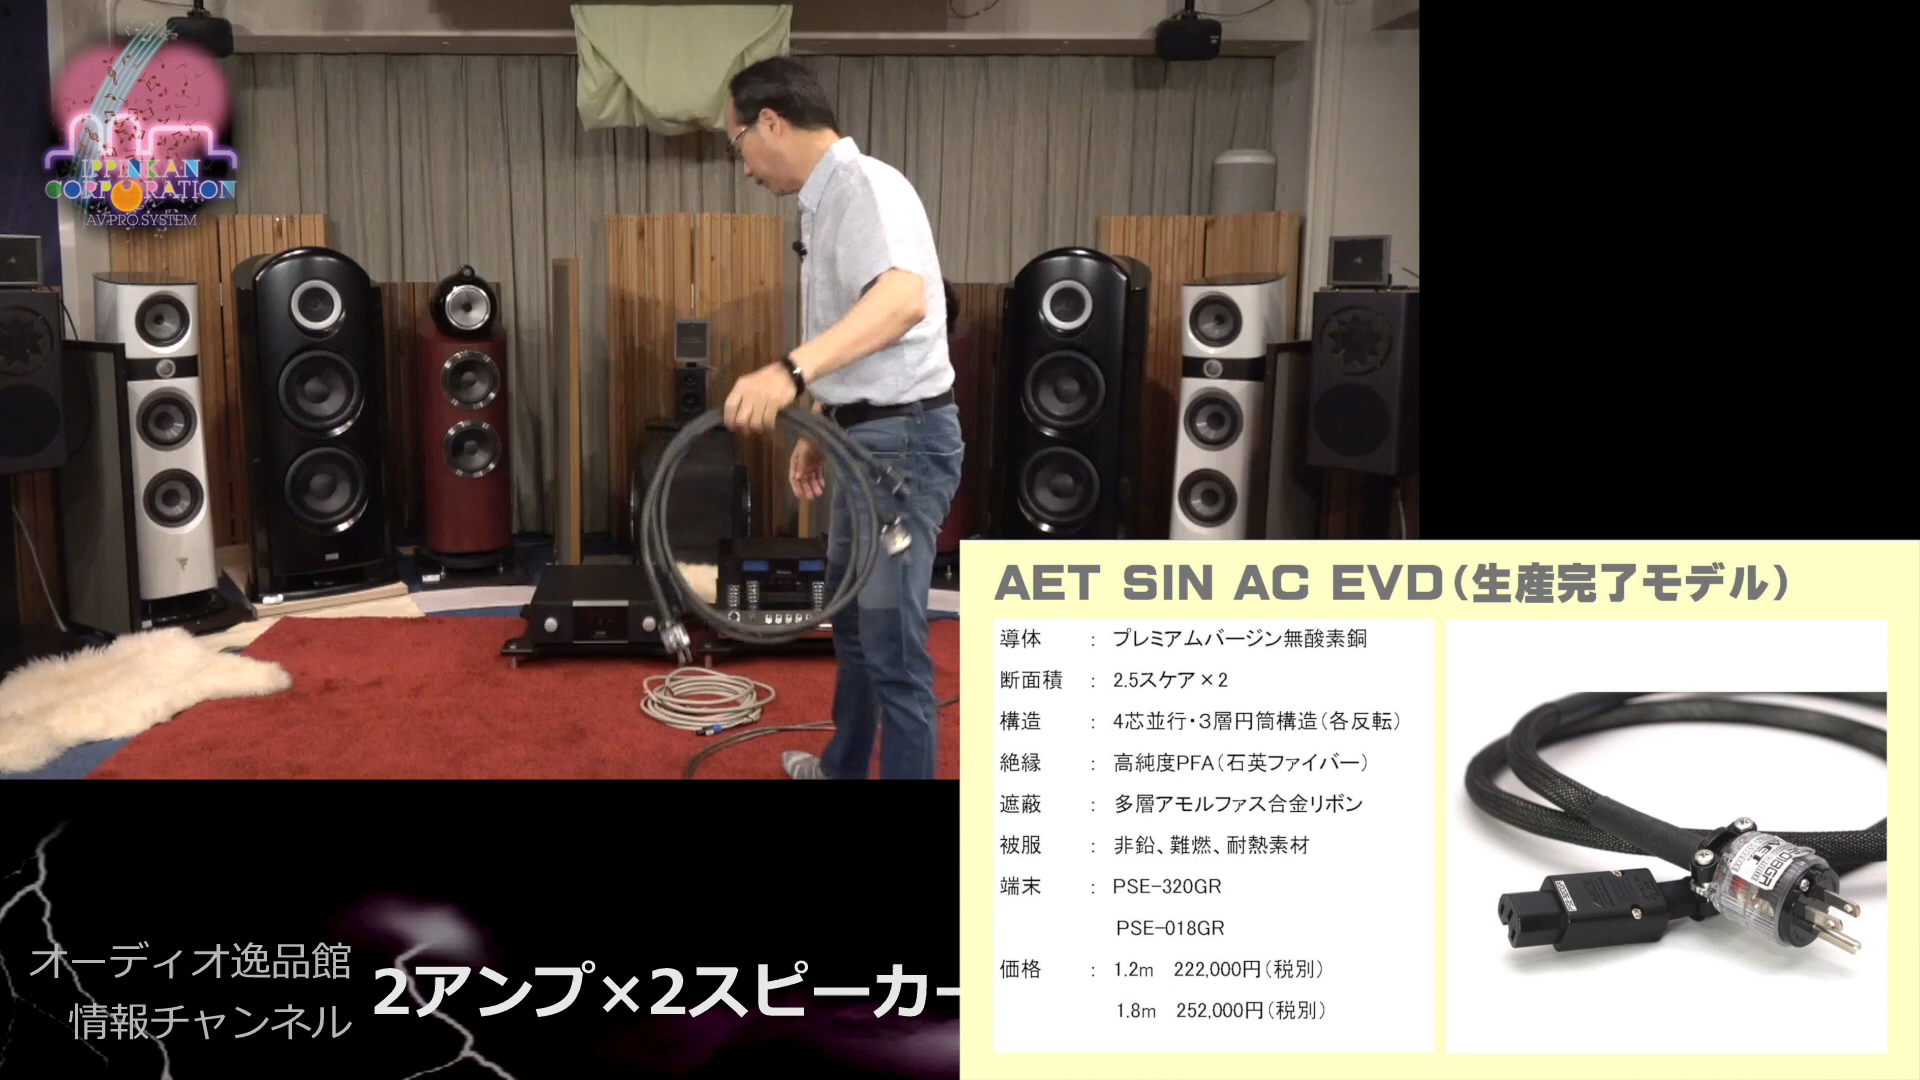 IPPINKAN
CORPORATION
AV PRO SYSTEM
AET SIN AC EVD（生産完了モデル）
導体 ： プレミアムバージン無酸素銅
断面積 ： 2.5スケア×2
構造 ： 4芯並行・3層円筒構造（各反転）
絶縁 ： 高純度PFA（石英ファイバー）
遮蔽 ： 多層アモルファス合金リボン
被服 ： 非鉛、難燃、耐熱素材
端末 ： PSE-320GR
PSE-018GR
価格 ： 1.2m 222,000円（税別）
1.8m 252,000円（税別）
AET
018GR
オーディオ逸品館
情報チャンネル
2アンプ×2スピーカー